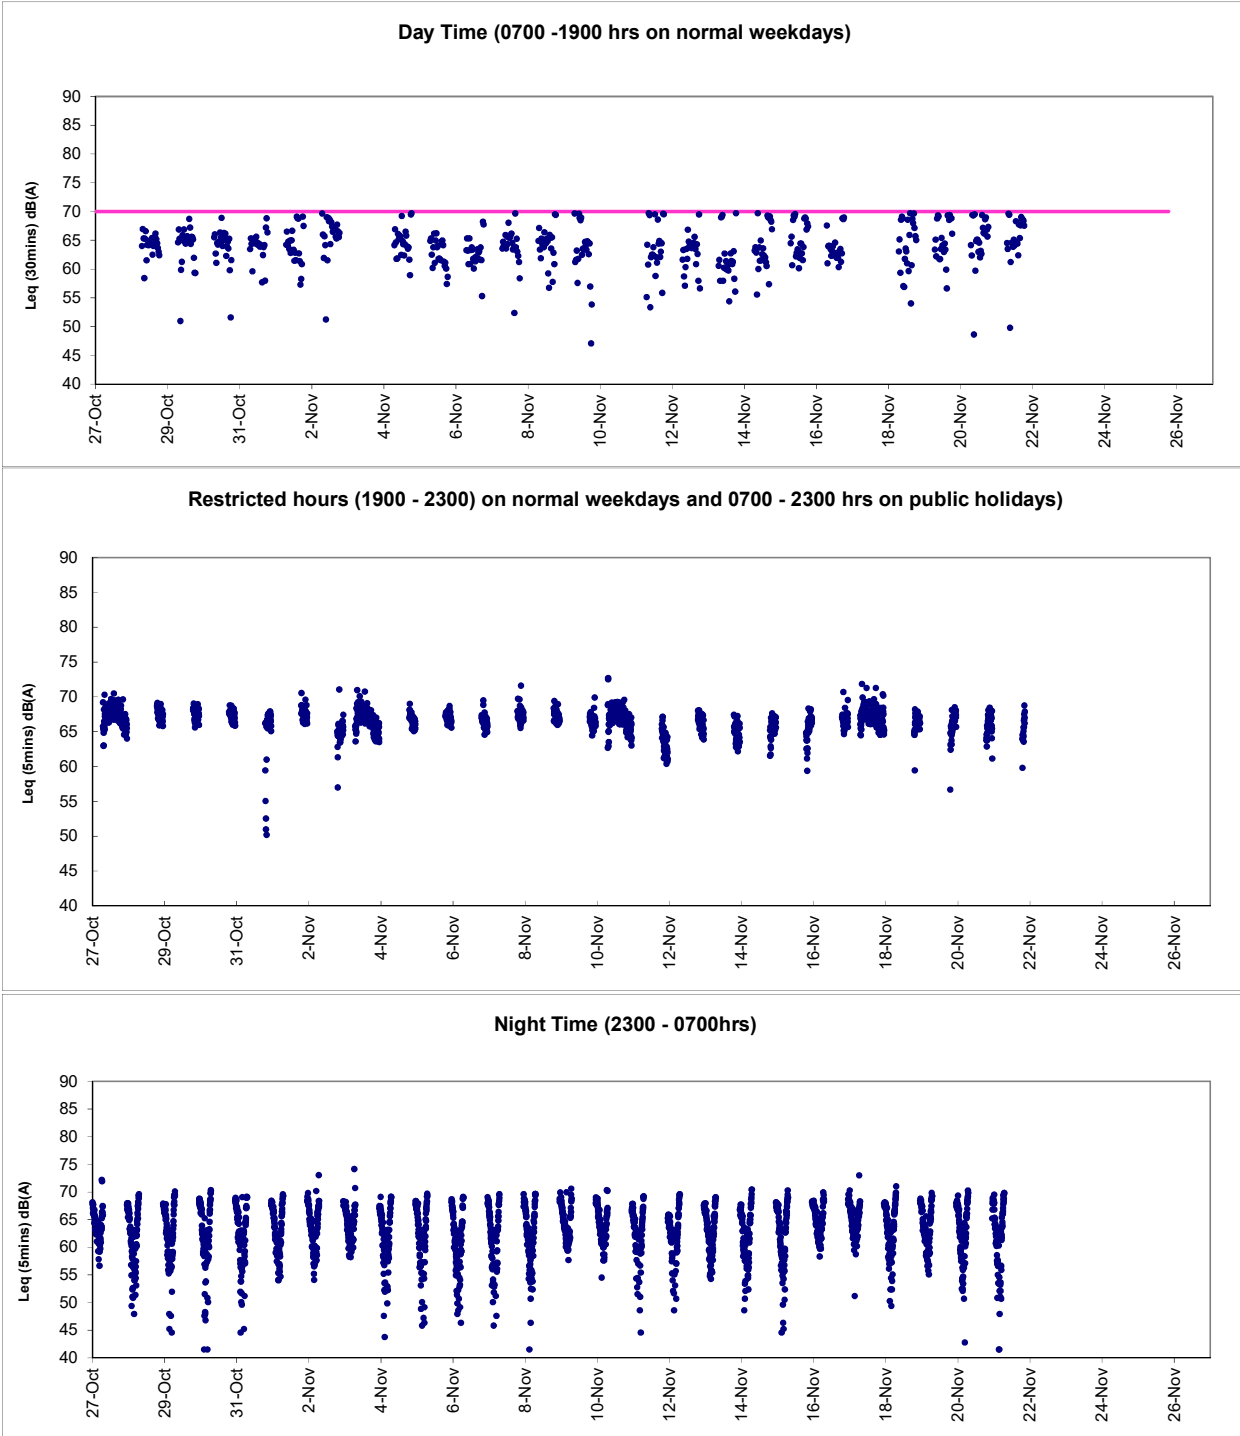 Day Time (0700 -1900 hrs on normal weekdays)
Leq (30mins) dB(A)
90
85
80
75
70
65
60
55
50
45
40
27-Oct
29-Oct
31-Oct
2-Nov
4-Nov
6-Nov
8-Nov
10-Nov
12-Nov
14-Nov
16-Nov
18-Nov
20-Nov
22-Nov
24-Nov
26-Nov
Restricted hours (1900 - 2300) on normal weekdays and 0700 - 2300 hrs on public holidays)
Leq (5mins) dB(A)
90
85
80
75
70
65
60
55
50
45
40
27-Oct
29-Oct
31-Oct
2-Nov
4-Nov
6-Nov
8-Nov
10-Nov
12-Nov
14-Nov
16-Nov
18-Nov
20-Nov
22-Nov
24-Nov
26-Nov
Night Time (2300 - 0700hrs)
Leq (5mins) dB(A)
90
85
80
75
70
65
60
55
50
45
40
27-Oct
29-Oct
31-Oct
2-Nov
4-Nov
6-Nov
8-Nov
10-Nov
12-Nov
14-Nov
16-Nov
18-Nov
20-Nov
22-Nov
24-Nov
26-Nov